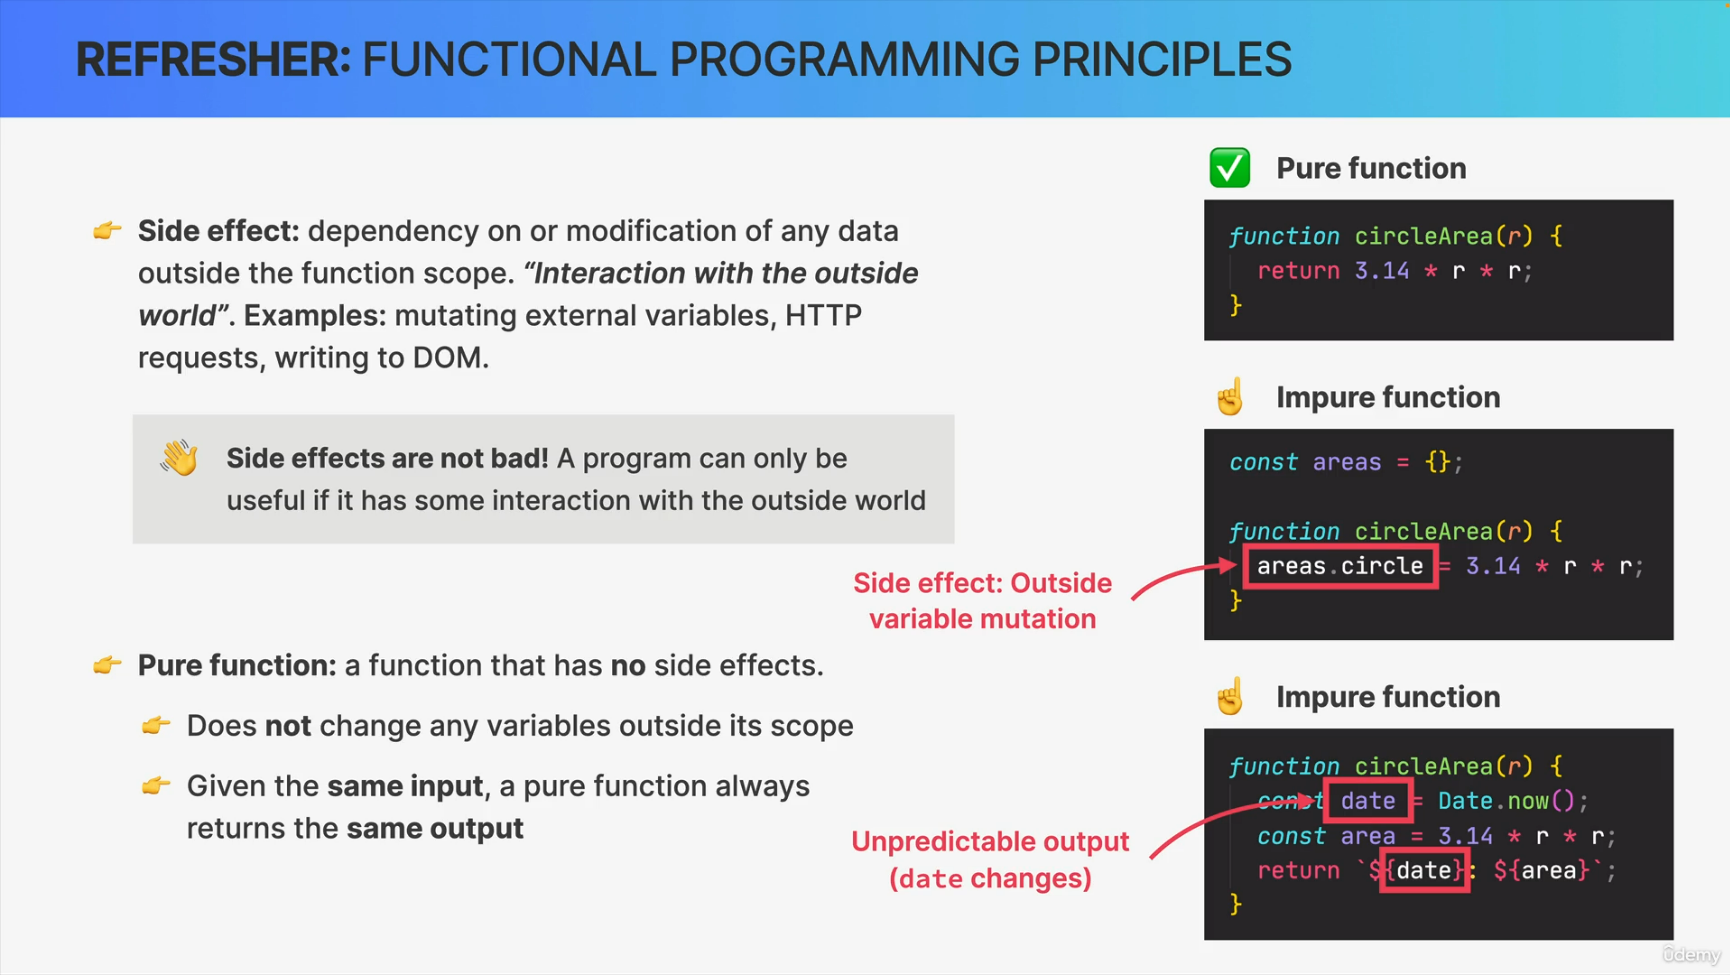 REFRESHER: FUNCTIONAL PROGRAMMING PRINCIPLES
Side effect: dependency on or modification of any data
outside the function scope. “Interaction with the outside
world”. Examples: mutating external variables, HTTP
requests, writing to DOM.
Side effects are not bad! A program can only be
useful if it has some interaction with the outside world
Pure function: a function that has no side effects.
Does not change any variables outside its scope
Given the same input, a pure function always
returns the same output
Pure function
function circleArea(r) {
return 3.14 * r * r;
}
Impure function
const areas = {};
function circleArea(r) {
areas.circle = 3.14 * r * r;
}
Side effect: Outside
variable mutation
Impure function
function circleArea(r) {
const date = Date.now();
const area = 3.14 * r * r;
return `${date}: ${area}`;
}
Unpredictable output
(date changes)
ûdemy